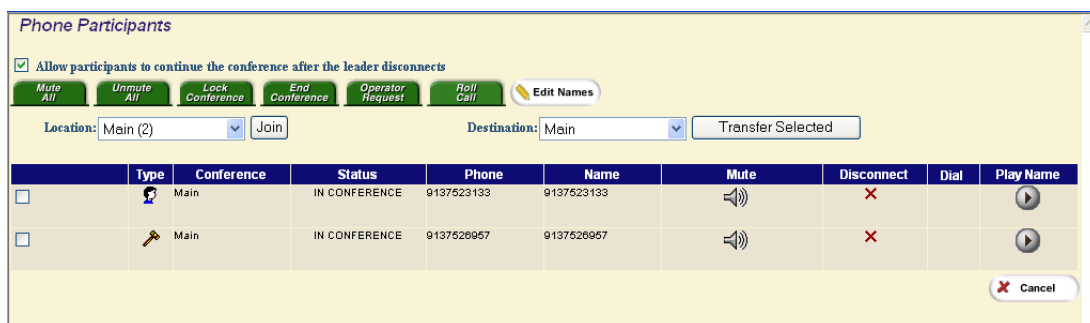 Phone Participants
Allow participants to continue the conference after the leader disconnects
Mute All Unmute All Lock Conference End Conference Operator Request Roll Call Edit Names
Location: Main (2) Join Destination: Main Transfer Selected
Type Conference Status Phone Name Mute Disconnect Dial Play Name
Main IN CONFERENCE 9137523133 9137523133
Main IN CONFERENCE 9137526957 9137526957
Cancel